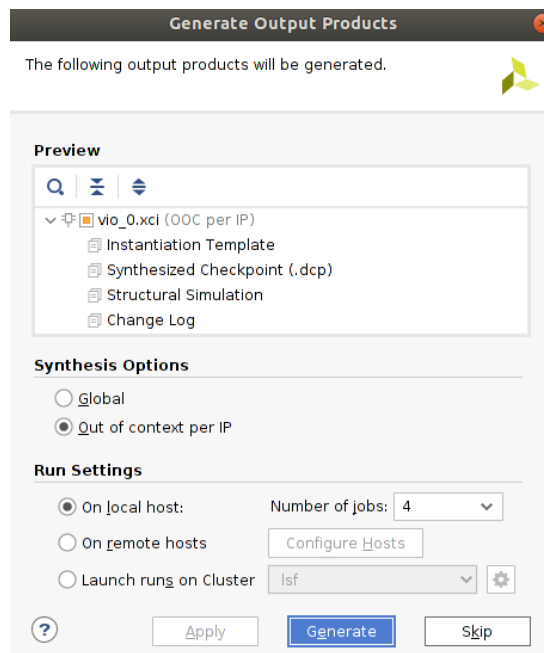 Generate Output Products
The following output products will be generated.
Preview
vio_0.xci (OOC per IP)
Instantiation Template
Synthesized Checkpoint (.dcp)
Structural Simulation
Change Log
Synthesis Options
Global
Out of context per IP
Run Settings
On local host: Number of jobs: 4
On remote hosts Configure Hosts
Launch runs on Cluster lsf
? Apply Generate Skip